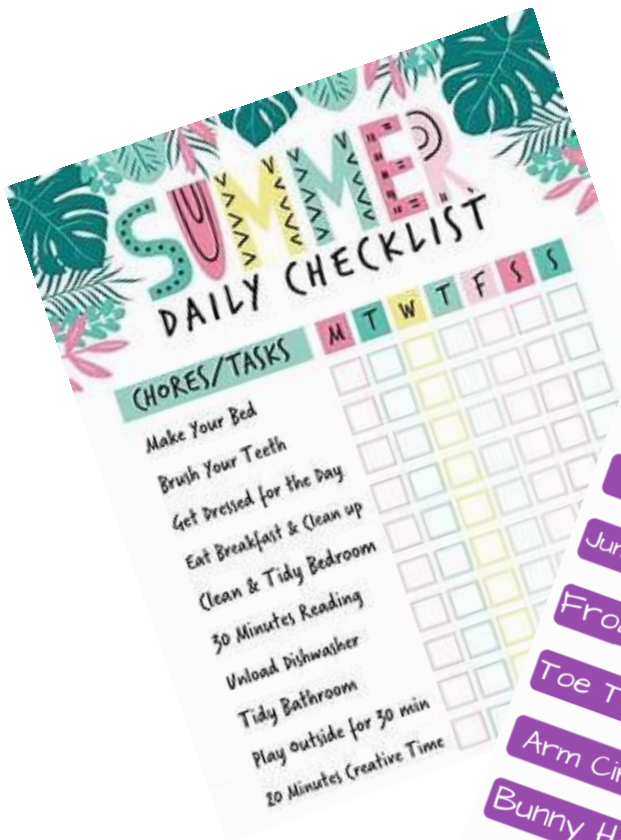 SUMMER
DAILY CHECKLIST
CHORES/TASKS M T W T F S S
Make Your Bed
Brush Your Teeth
Get Dressed for the Day
Eat Breakfast & Clean up
Clean & Tidy Bedroom
30 Minutes Reading
Unload Dishwasher
Tidy Bathroom
Play Outside for 30 min
20 Minutes Creative Time
Toe T
Arm Ci
Bunny H